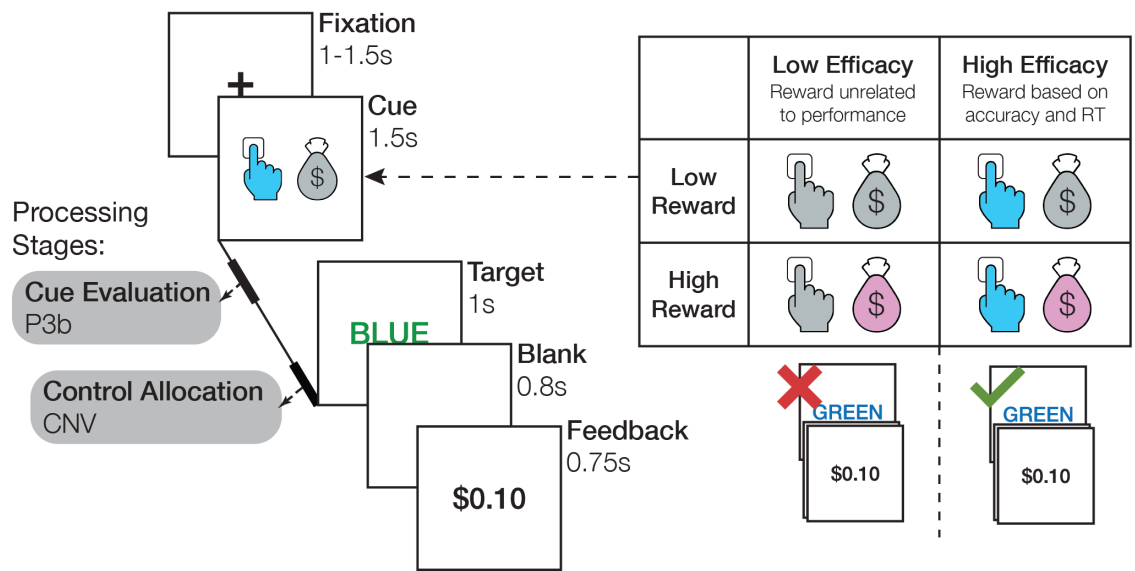 Fixation
1-1.5s
+
Cue
1.5s
$
Processing
Stages:
Cue Evaluation
P3b
Control Allocation
CNV
Target
1s
BLUE
Blank
0.8s
Feedback
0.75s
$0.10
Low Efficacy
Reward unrelated
to performance
High Efficacy
Reward based on
accuracy and RT
Low
Reward
$
$
High
Reward
$
$
GREEN
$0.10
GREEN
$0.10